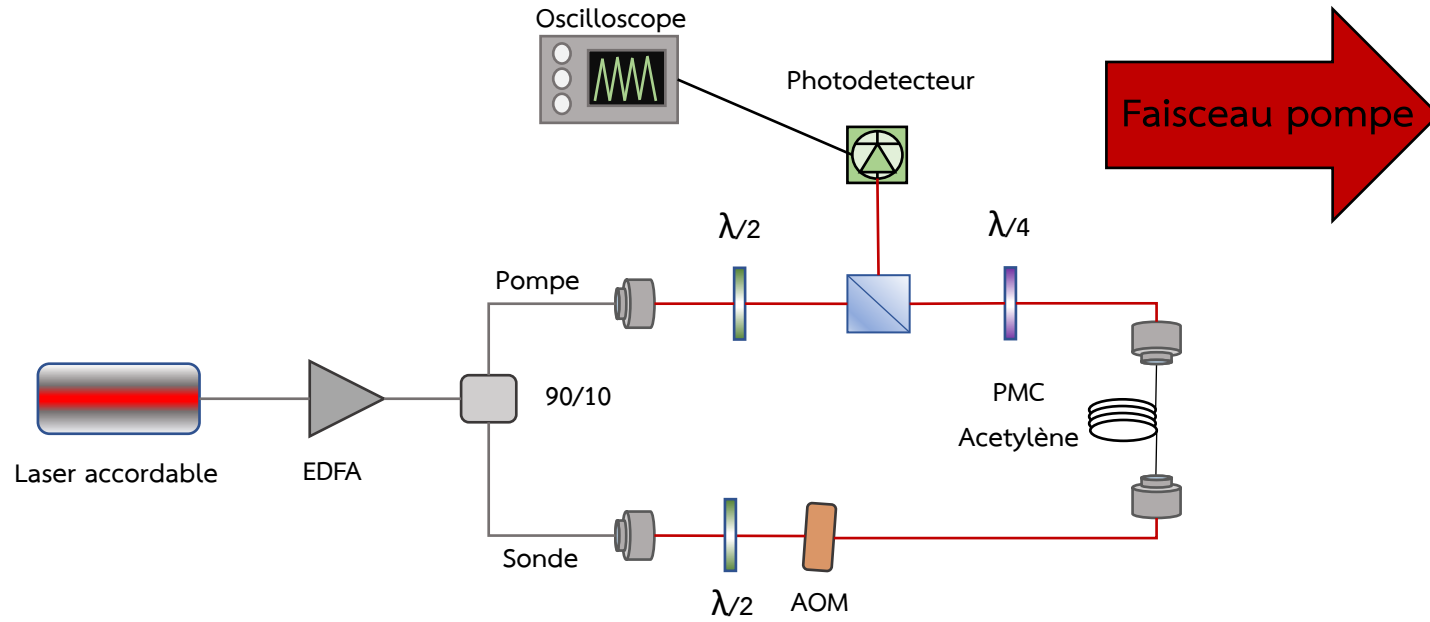 Oscilloscope
Photodetecteur
Faisceau pompe
λ/2
λ/4
Pompe
90/10
PMC
Acetylène
Laser accordable
EDFA
Sonde
λ/2
AOM